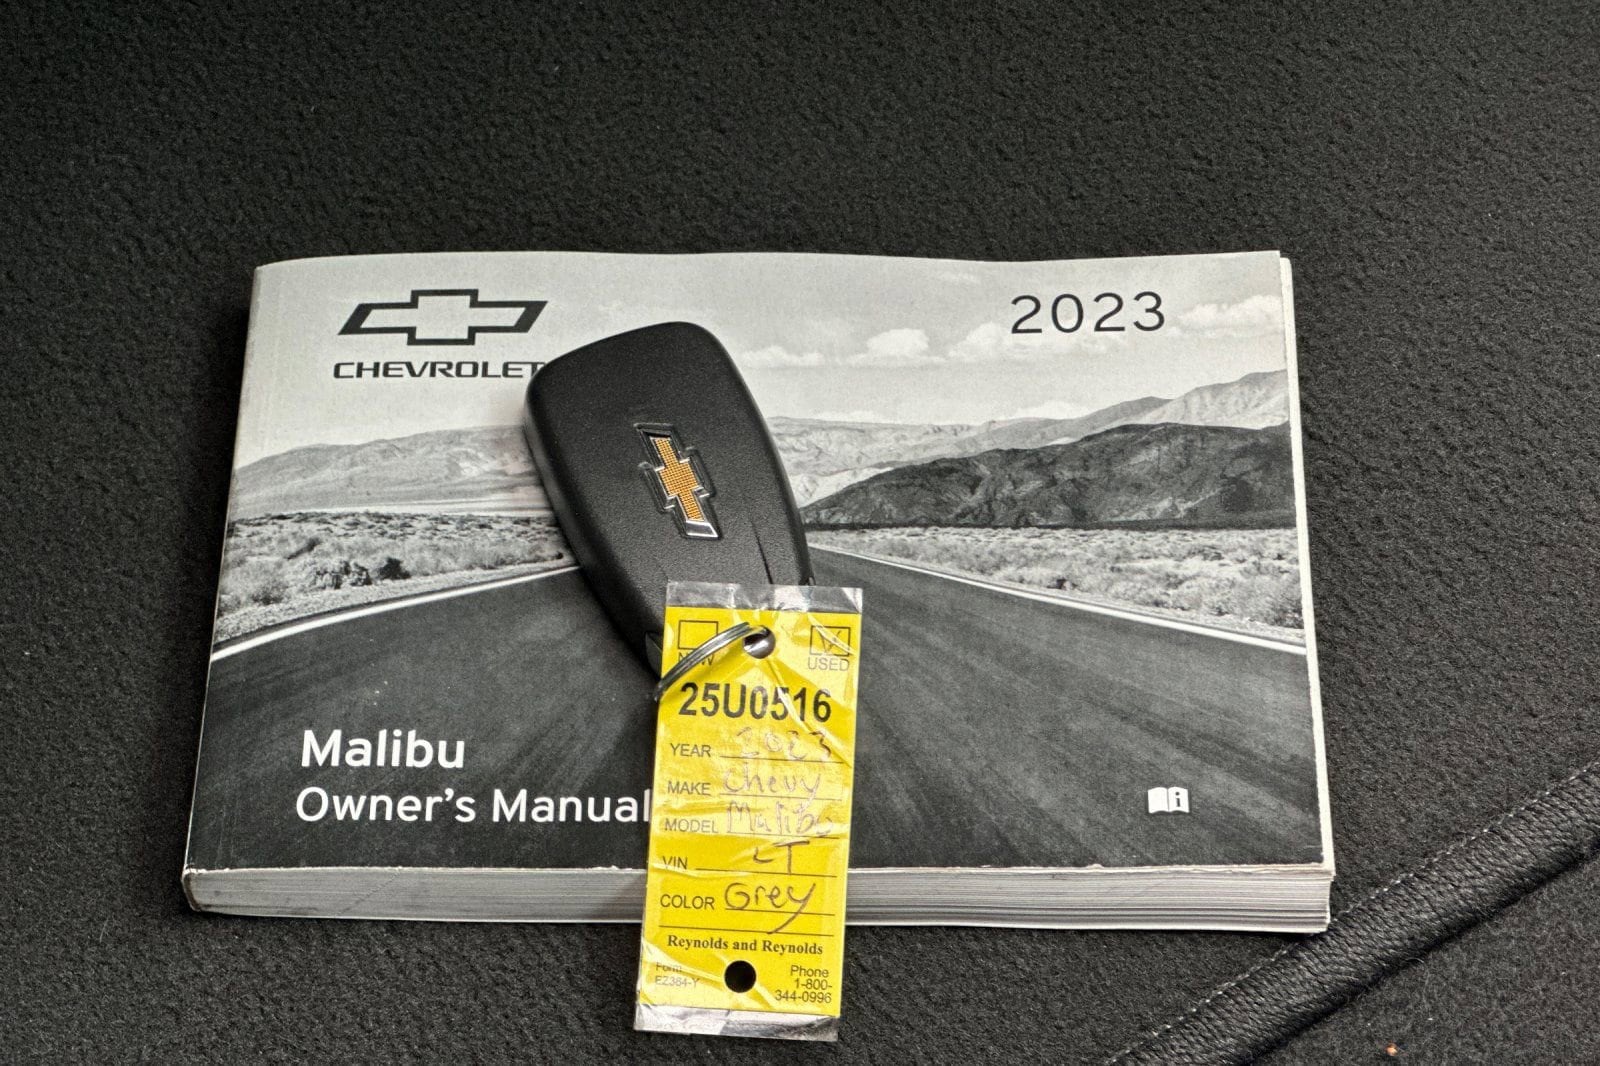 2023
CHEVROLET
NEW USED
25U0516
YEAR 2023
MAKE Chevy
MODEL Malibu
VIN LT
COLOR Grey
Reynolds and Reynolds
Form
EZ364-Y
Phone
1-800-
344-0996
Malibu
Owner's Manual